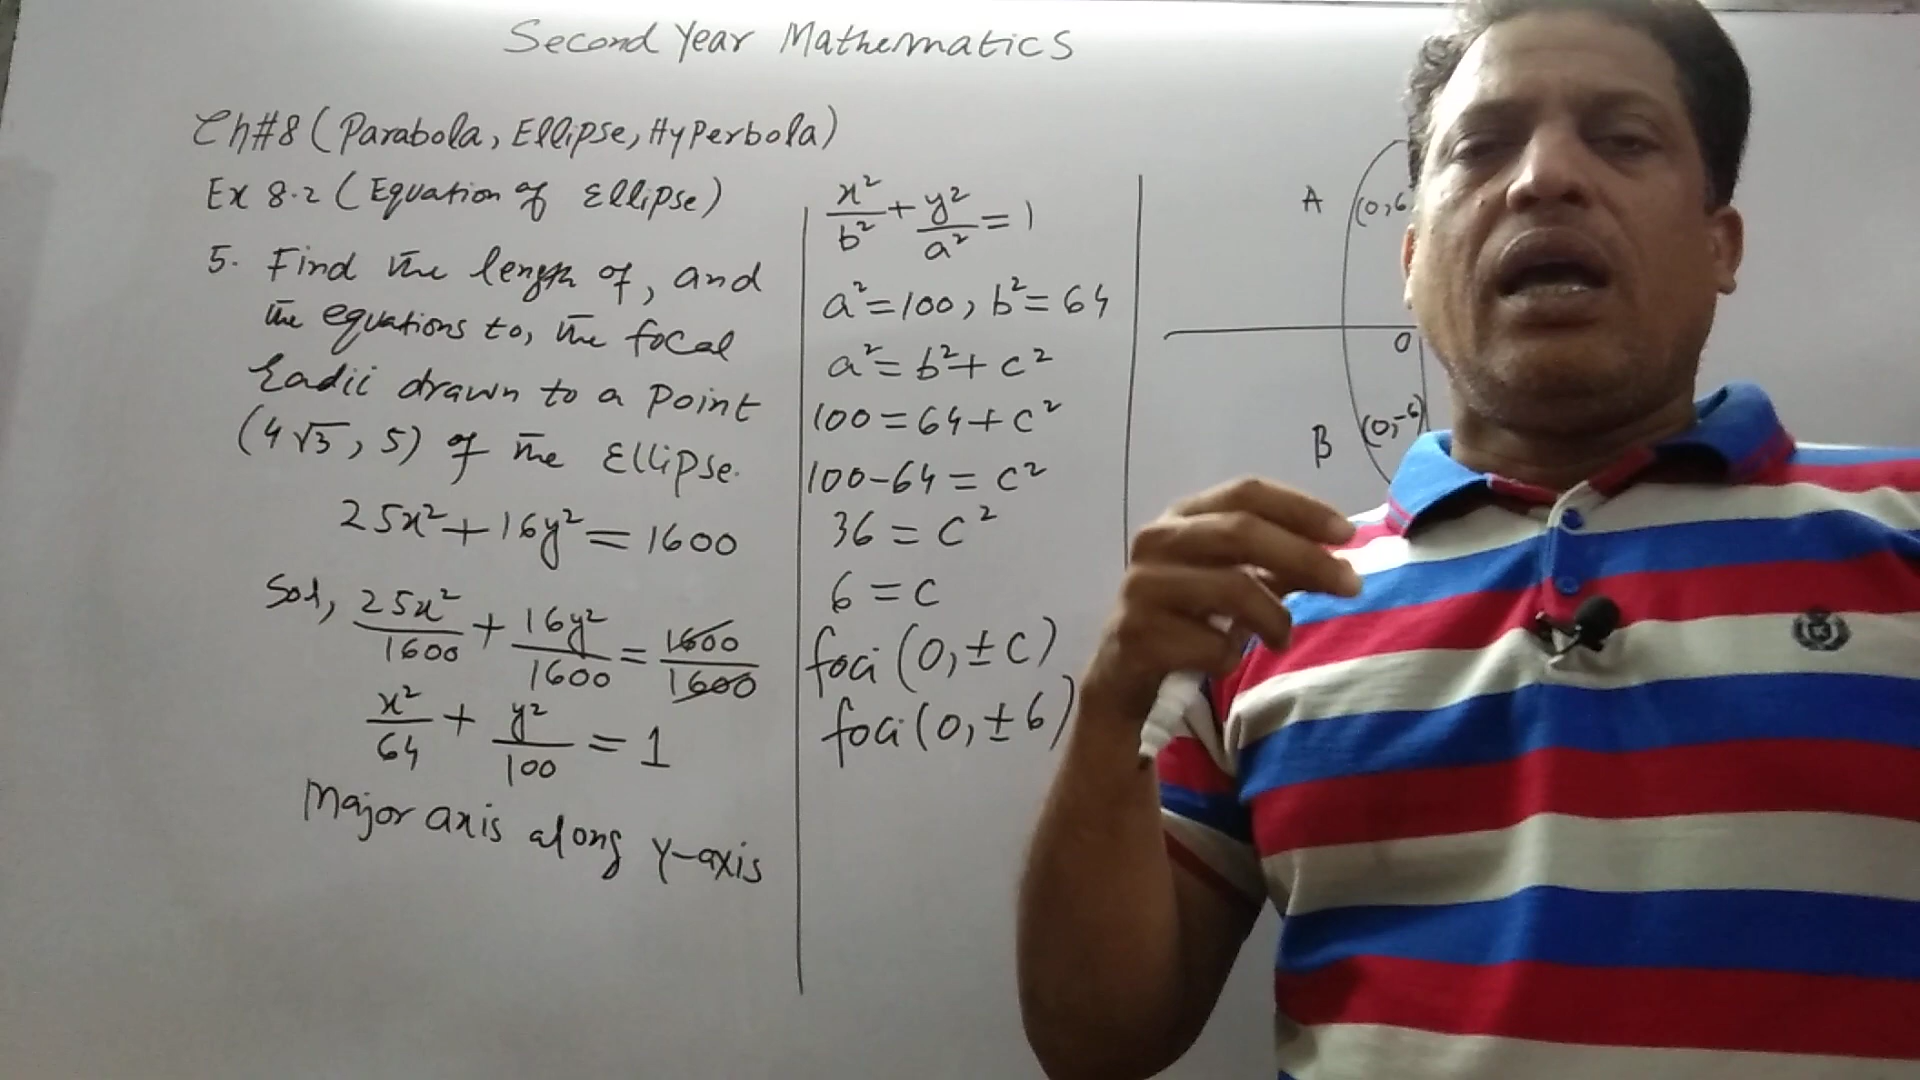 Second Year Mathematics
Ch#8 (Parabola, Ellipse, Hyperbola)
Ex 8.2 (Equation of Ellipse)
5. Find the length of, and
the equations to, the focal
radii drawn to a point
(4√3, 5) of the Ellipse.
25x²+16y²=1600
Sol, 25x²/1600 + 16y²/1600 = 1600/1600
x²/64 + y²/100 = 1
Major axis along Y-axis
x²/b² + y²/a² = 1
a²=100, b²=64
a²=b²+c²
100=64+c²
100-64=c²
36=c²
6=c
foci (0,±c)
foci (0,±6)
A (0,6
O
B (0,-6)